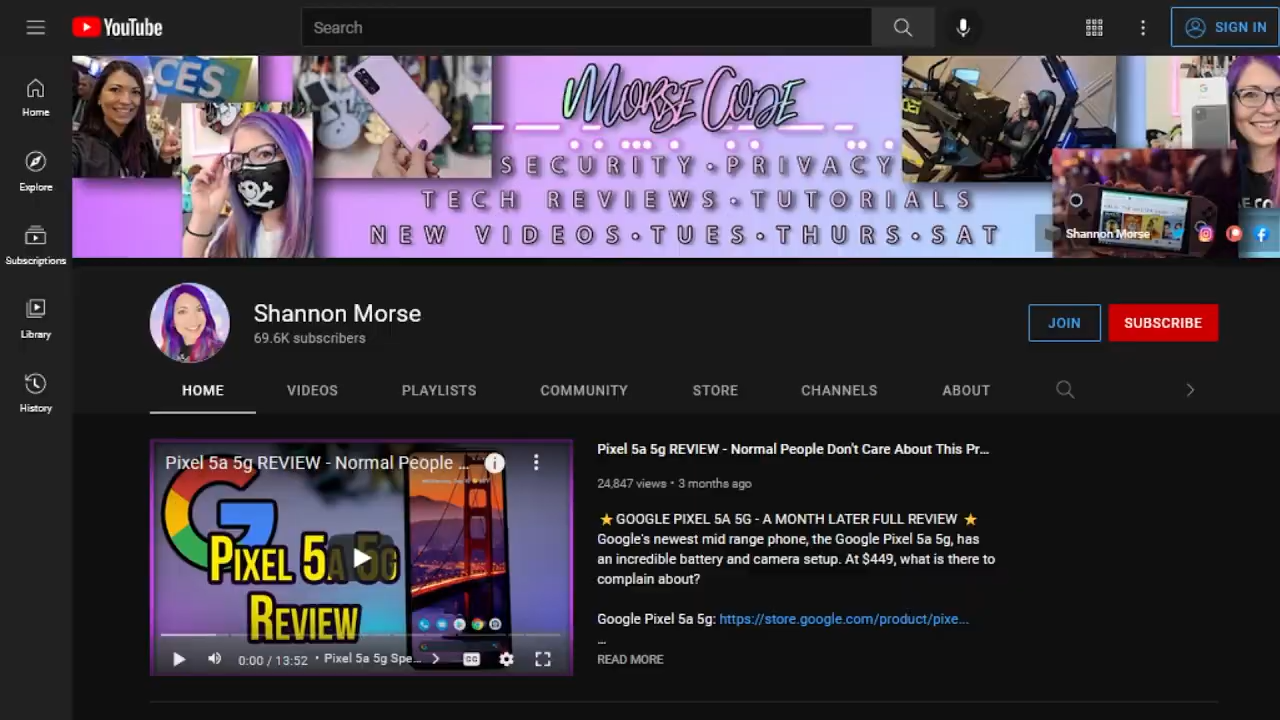 YouTube
Search
SIGN IN
Home
Explore
Subscriptions
Library
History
CES
MORSE CODE
SECURITY • PRIVACY
TECH REVIEWS • TUTORIALS
NEW VIDEOS • TUES • THURS • SAT
Shannon Morse
Shannon Morse
69.6K subscribers
JOIN
SUBSCRIBE
HOME
VIDEOS
PLAYLISTS
COMMUNITY
STORE
CHANNELS
ABOUT
Pixel 5a 5g REVIEW - Normal People ...
PIXEL 5A 5G
REVIEW
0:00 / 13:52 • Pixel 5a 5g Spe...
CC
Pixel 5a 5g REVIEW - Normal People Don't Care About This Pr...
24,847 views • 3 months ago
⭐GOOGLE PIXEL 5A 5G - A MONTH LATER FULL REVIEW ⭐
Google's newest mid range phone, the Google Pixel 5a 5g, has
an incredible battery and camera setup. At $449, what is there to
complain about?
Google Pixel 5a 5g: https://store.google.com/product/pixe...
...
READ MORE